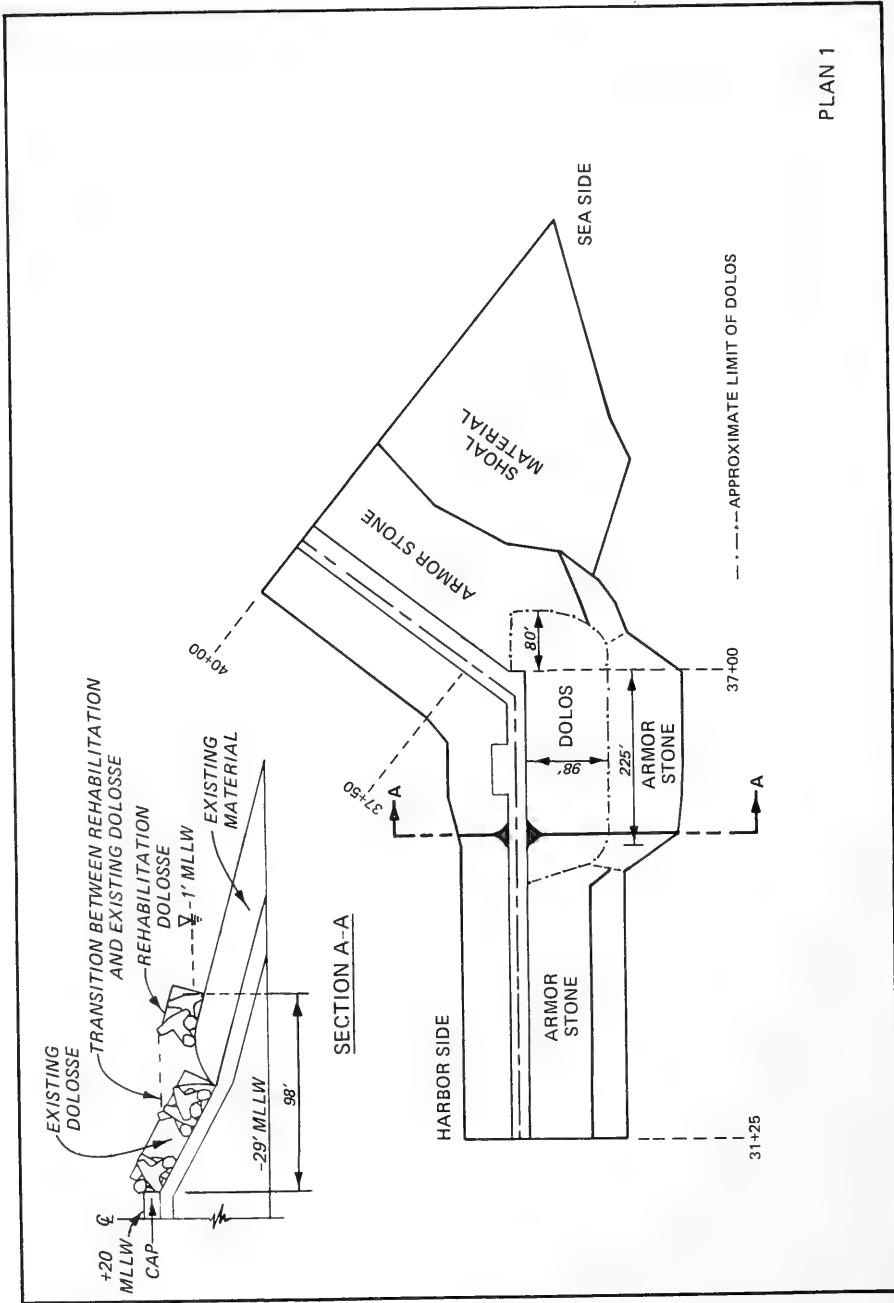 EXISTING
DOLOSSE
TRANSITION BETWEEN REHABILITATION
AND EXISTING DOLOSSE
REHABILITATION
DOLOSSE
-1' MLLW
EXISTING
MATERIAL
+20
MLLW
CAP
-29' MLLW
98'
SECTION A-A
40+00
37+50
HARBOR SIDE
ARMOR STONE
SHOAL
MATERIAL
SEA SIDE
A
80'
DOLOS
98'
225'
ARMOR
STONE
ARMOR
STONE
A
31+25
37+00
APPROXIMATE LIMIT OF DOLOS
PLAN 1